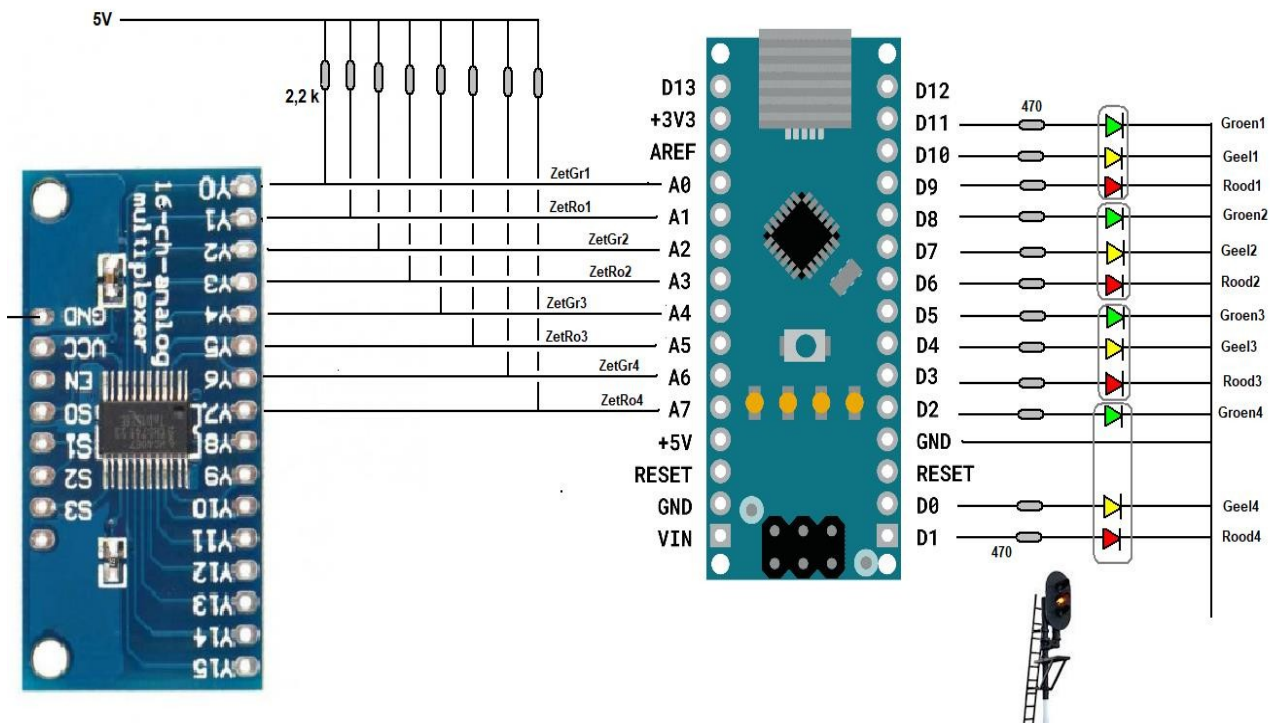 5V
2,2 k
16-ch-analog
multiplexer
Y0
Y1
Y2
Y3
Y4
Y5
Y6
Y7
Y8
Y9
Y10
Y11
Y12
Y13
Y14
Y15
GND
VCC
EN
S0
S1
S2
S3
ZetGr1
ZetRo1
ZetGr2
ZetRo2
ZetGr3
ZetRo3
ZetGr4
ZetRo4
D13
+3V3
AREF
A0
A1
A2
A3
A4
A5
A6
A7
+5V
RESET
GND
VIN
D12
D11
D10
D9
D8
D7
D6
D5
D4
D3
D2
GND
RESET
D0
D1
470
470
Groen1
Geel1
Rood1
Groen2
Geel2
Rood2
Groen3
Geel3
Rood3
Groen4
Geel4
Rood4